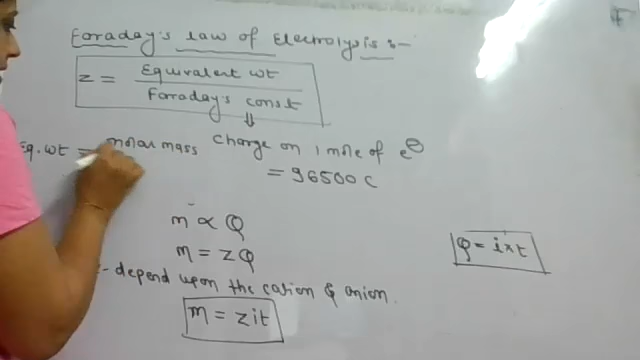 Faraday's law of Electrolysis :-
Z = Equivalent wt / Faraday's const
⇓
Eq. wt = molar mass
Charge on 1 mole of e⊖
= 96500 C
m ∝ Q
m = ZQ
Q = i×t
- depend upon the cation & anion.
m = Zit